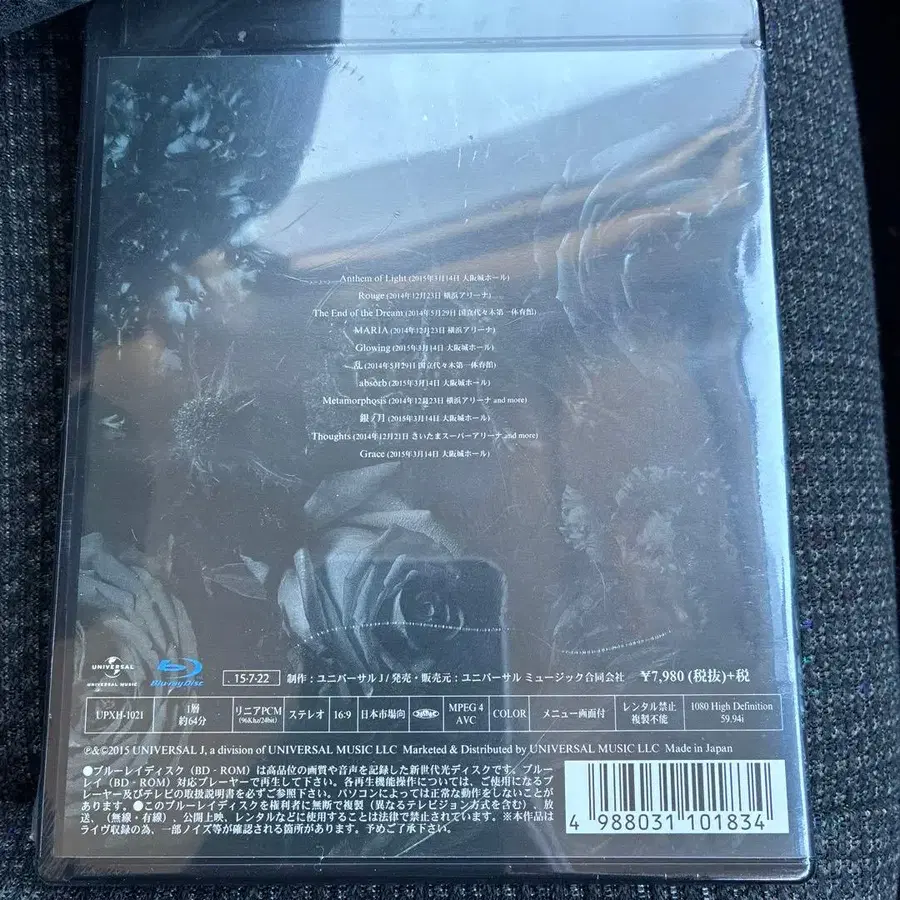 Anthem of Light (2015年3月14日 大阪城ホール)
Rouge (2014年12月23日 横浜アリーナ)
The End of the Dream (2014年5月29日 国立代々木第一体育館)
MARIA (2014年12月23日 横浜アリーナ)
Glowing (2015年3月14日 大阪城ホール)
乱 (2014年5月29日 国立代々木第一体育館)
absorb (2015年3月14日 大阪城ホール)
Metamorphosis (2014年12月23日 横浜アリーナ and more)
銀ノ月 (2015年3月14日 大阪城ホール)
Thoughts (2014年12月21日 さいたまスーパーアリーナ and more)
Grace (2015年3月14日 大阪城ホール)
UNIVERSAL
UNIVERSAL MUSIC
Blu-ray Disc
15-7-22 制作：ユニバーサルJ / 発売・販売元：ユニバーサル ミュージック合同会社 ¥7,980 (税抜)+税
UPXH-1021 1層 約64分 リニアPCM (96Khz/24bit) ステレオ 16:9 日本市場向 MPEG 4 AVC COLOR メニュー画面付 レンタル禁止 複製不能 1080 High Definition 59.94i
℗&©2015 UNIVERSAL J, a division of UNIVERSAL MUSIC LLC Marketed & Distributed by UNIVERSAL MUSIC LLC Made in Japan
●ブルーレイディスク（BD - ROM）は高品位の画質や音声を記録した新世代光ディスクです。ブルー
レイ（BD - ROM）対応プレーヤーで再生して下さい。各再生機能操作については、ご使用になるプ
レーヤー及びテレビの取扱説明書を必ずご参照下さい。パソコンによっては正常な動作をしないことが
あります。●このブルーレイディスクを権利者に無断で複製（異なるテレビジョン方式を含む）、放
送、（無線・有線）、公開上映、レンタルなどに使用することは法律で禁止されています。※本作品は
ライヴ収録の為、一部ノイズ等が確認される箇所があります。予めご了承下さい。
4 988031 101834